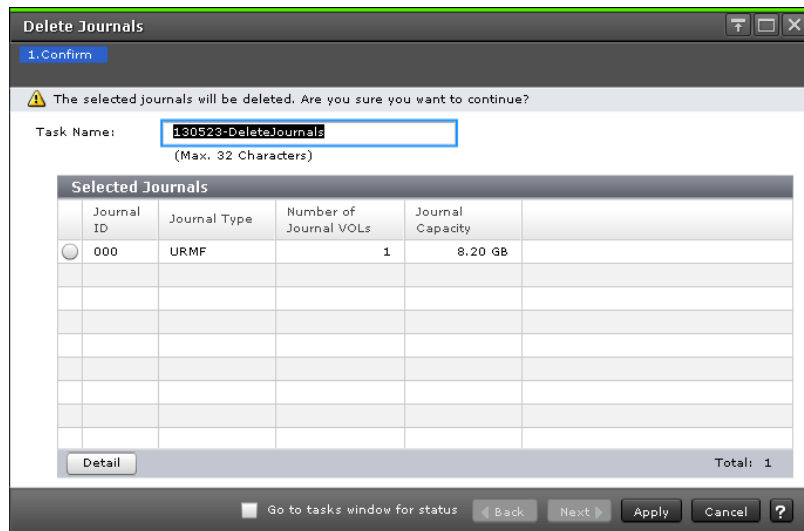 Delete Journals
1.Confirm
The selected journals will be deleted. Are you sure you want to continue?
Task Name: 130523-DeleteJournals
(Max. 32 Characters)
Selected Journals
Journal ID Journal Type Number of Journal VOLs Journal Capacity
000 URMF 1 8.20 GB
Detail Total: 1
Go to tasks window for status Back Next Apply Cancel ?